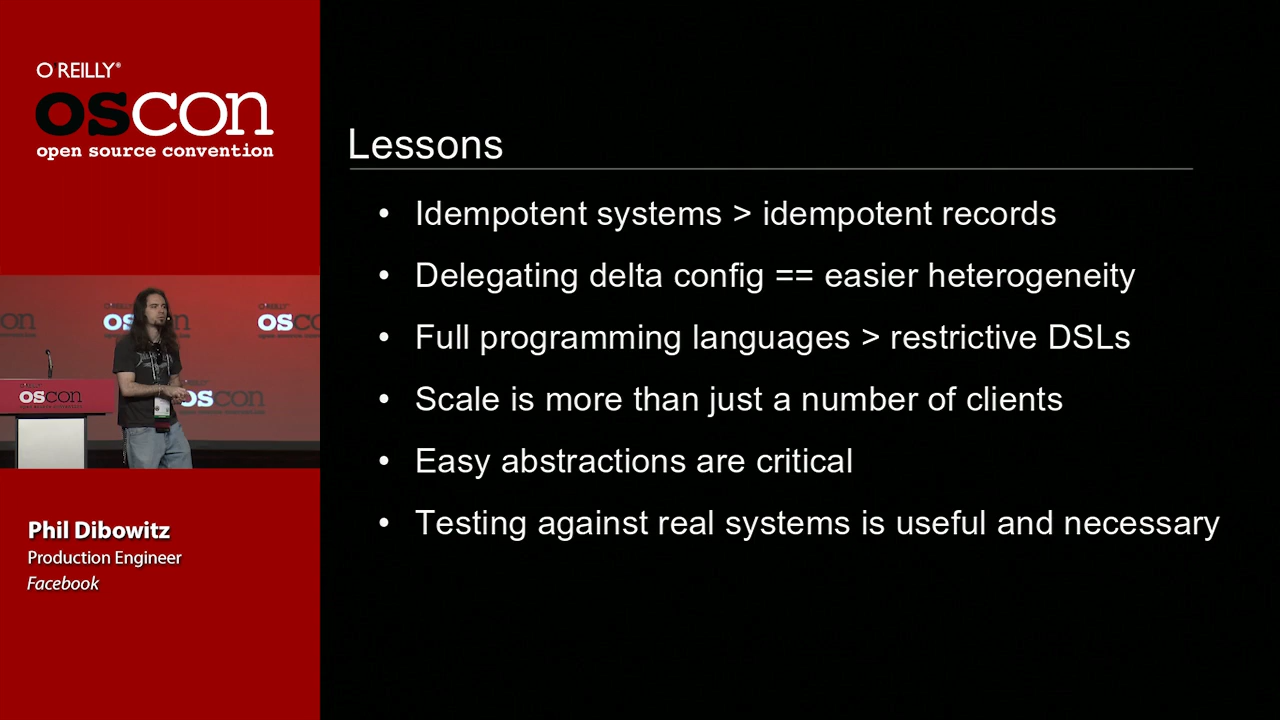 O REILLY®
oscon
open source convention
Lessons
• Idempotent systems > idempotent records
• Delegating delta config == easier heterogeneity
• Full programming languages > restrictive DSLs
• Scale is more than just a number of clients
• Easy abstractions are critical
• Testing against real systems is useful and necessary
oscon
oscon
Phil Dibowitz
Production Engineer
Facebook